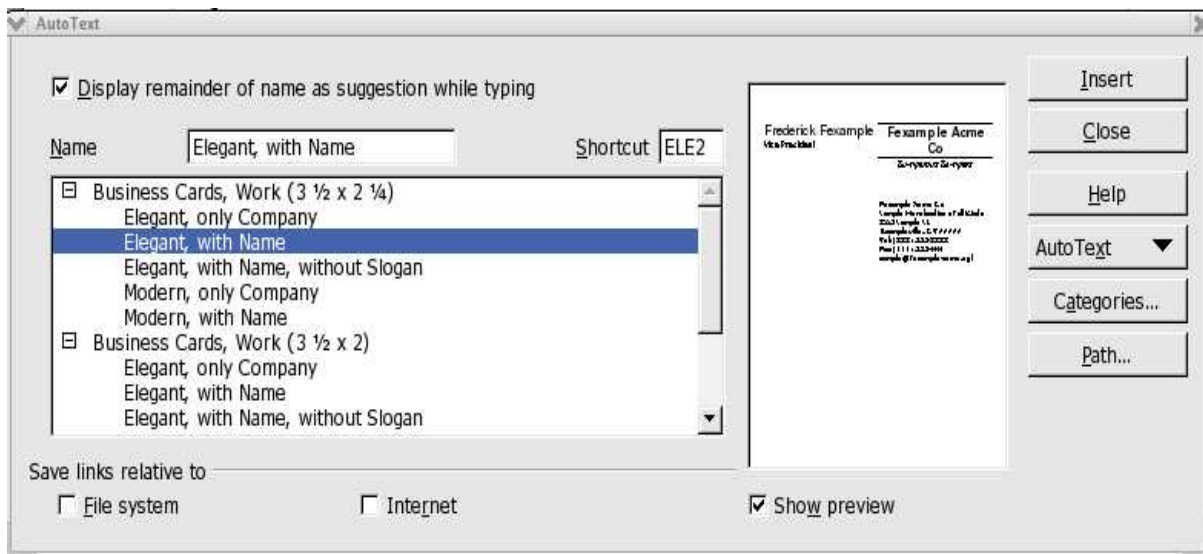 AutoText
Display remainder of name as suggestion while typing
Name
Elegant, with Name
Shortcut
ELE2
Business Cards, Work (3 ½ x 2 ¼)
Elegant, only Company
Elegant, with Name
Elegant, with Name, without Slogan
Modern, only Company
Modern, with Name
Business Cards, Work (3 ½ x 2)
Elegant, only Company
Elegant, with Name
Elegant, with Name, without Slogan
Save links relative to
File system
Internet
Frederick Fexample
Vice President
Fexample Acme
Co
Show preview
Insert
Close
Help
AutoText
Categories...
Path...